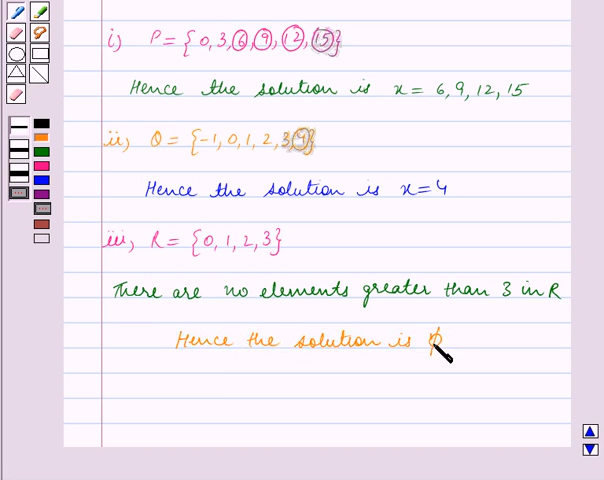 i) P = {0, 3, 6, 9, 12, 15}
Hence the solution is x = 6, 9, 12, 15
ii) Q = {-1, 0, 1, 2, 3, 4}
Hence the solution is x = 4
iii) R = {0, 1, 2, 3}
There are no elements greater than 3 in R
Hence the solution is ϕ